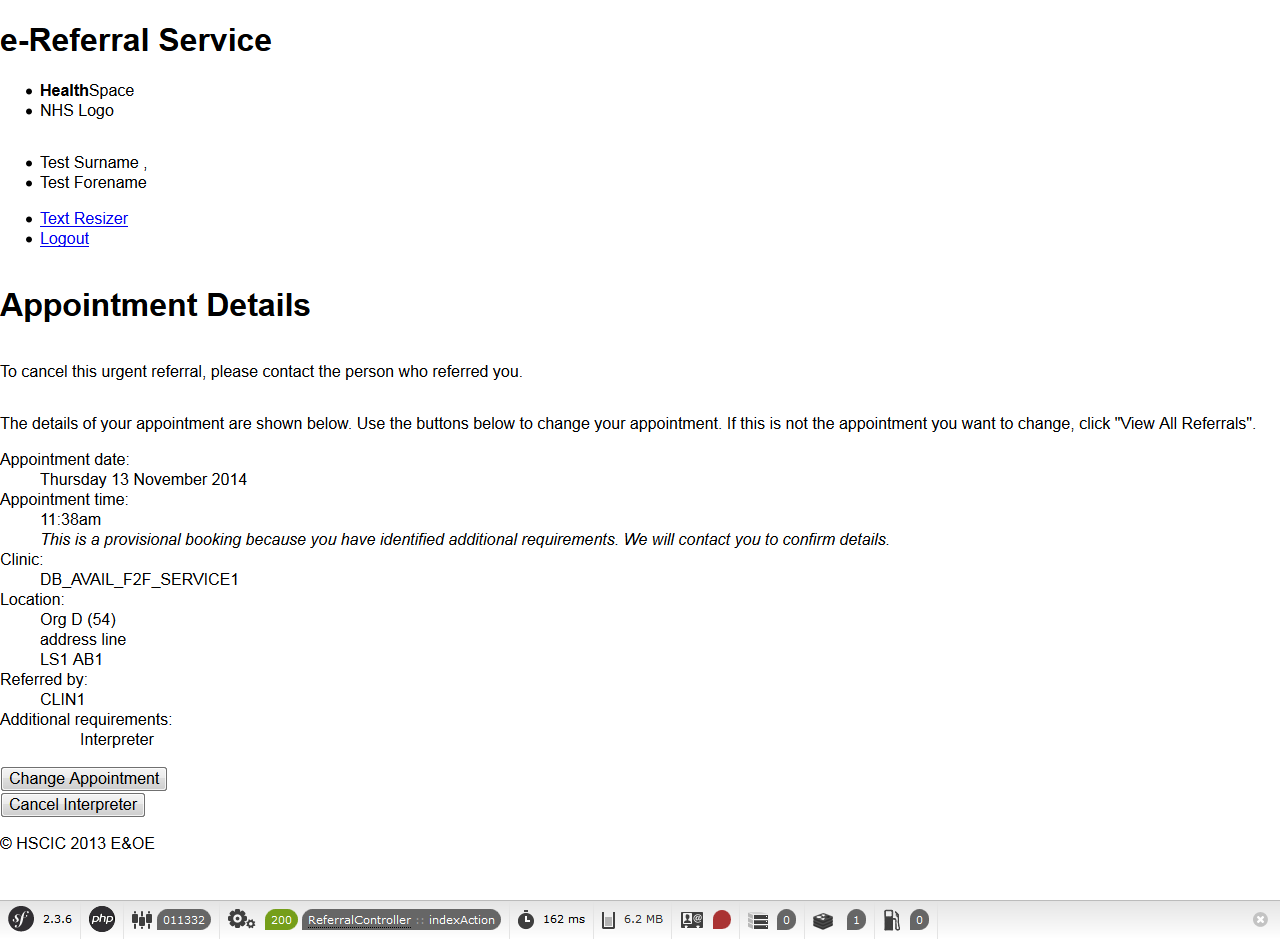 e-Referral Service
HealthSpace
NHS Logo
Test Surname ,
Test Forename
Text Resizer
Logout
Appointment Details
To cancel this urgent referral, please contact the person who referred you.
The details of your appointment are shown below. Use the buttons below to change your appointment. If this is not the appointment you want to change, click "View All Referrals".
Appointment date:
Thursday 13 November 2014
Appointment time:
11:38am
This is a provisional booking because you have identified additional requirements. We will contact you to confirm details.
Clinic:
DB_AVAIL_F2F_SERVICE1
Location:
Org D (54)
address line
LS1 AB1
Referred by:
CLIN1
Additional requirements:
Interpreter
Change Appointment
Cancel Interpreter
© HSCIC 2013 E&OE
sf 2.3.6 php 011332 200 ReferralController :: indexAction 162 ms 6.2 MB 0 1 0